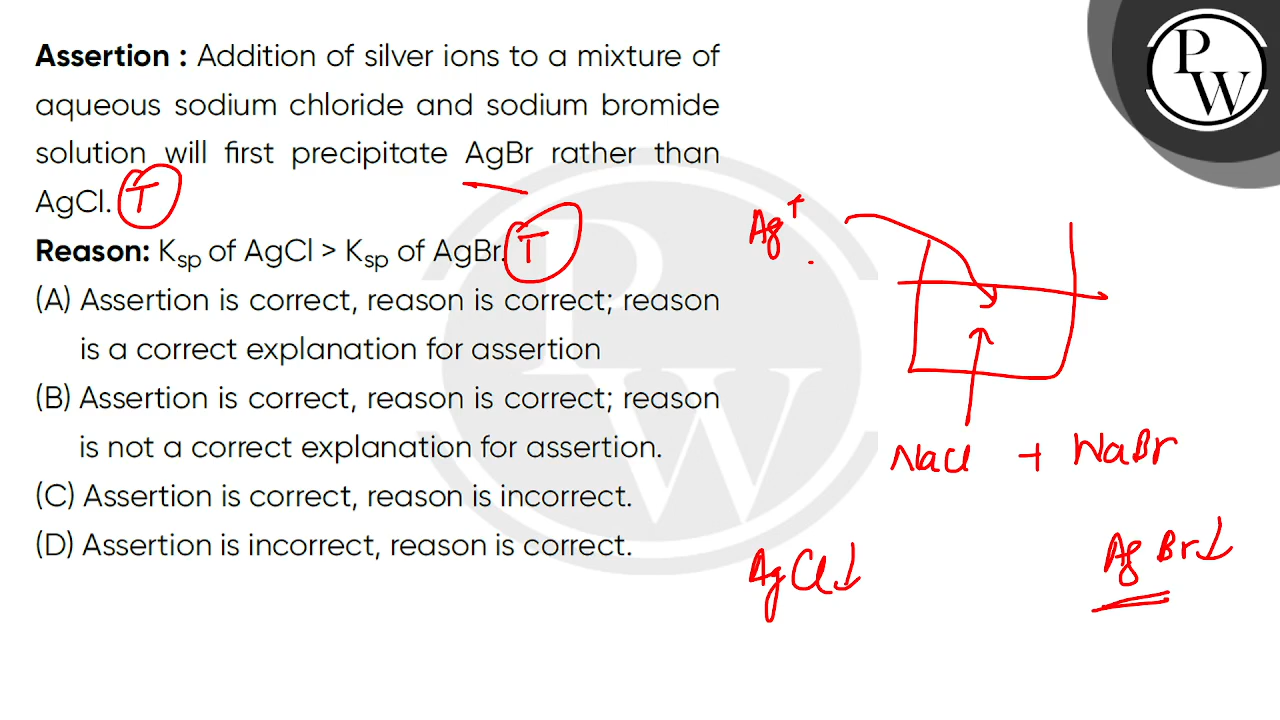 Assertion : Addition of silver ions to a mixture of
aqueous sodium chloride and sodium bromide
solution will first precipitate AgBr rather than
AgCl. T
Reason: Ksp of AgCl > Ksp of AgBr. T
(A) Assertion is correct, reason is correct; reason
is a correct explanation for assertion
(B) Assertion is correct, reason is correct; reason
is not a correct explanation for assertion.
(C) Assertion is correct, reason is incorrect.
(D) Assertion is incorrect, reason is correct.
PW
Ag+
NaCl + NaBr
AgCl↓ AgBr↓
PW